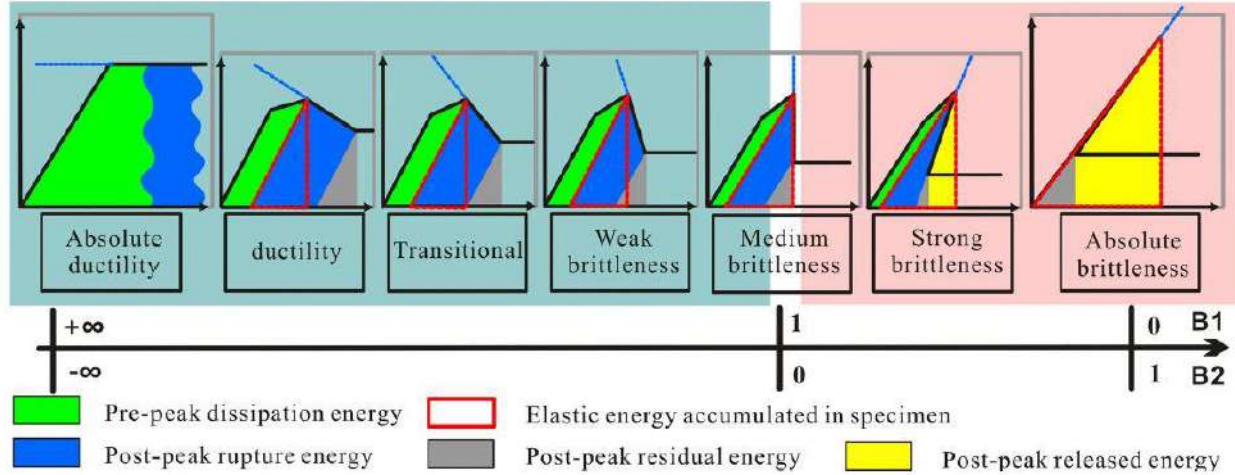 Absolute
ductility
ductility
Transitional
Weak
brittleness
Medium
brittleness
Strong
brittleness
Absolute
brittleness
+∞
1
0
B1
-∞
0
1
B2
Pre-peak dissipation energy
Elastic energy accumulated in specimen
Post-peak rupture energy
Post-peak residual energy
Post-peak released energy